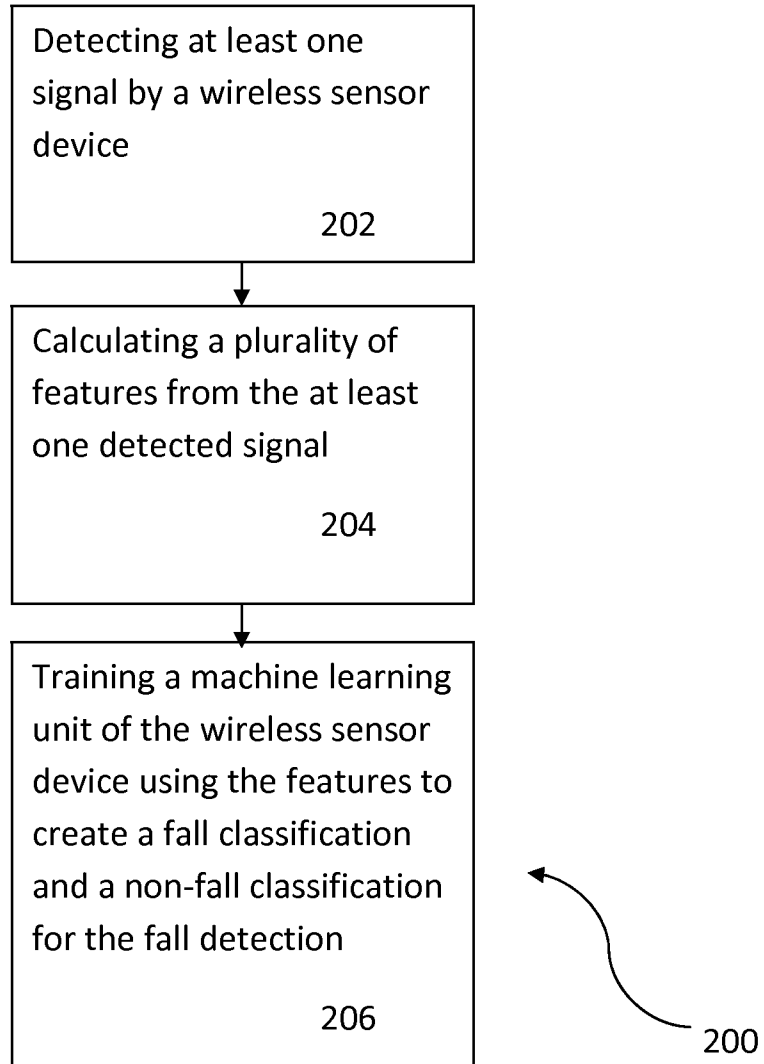 Detecting at least one
signal by a wireless sensor
device
202
Calculating a plurality of
features from the at least
one detected signal
204
Training a machine learning
unit of the wireless sensor
device using the features to
create a fall classification
and a non-fall classification
for the fall detection
206
200